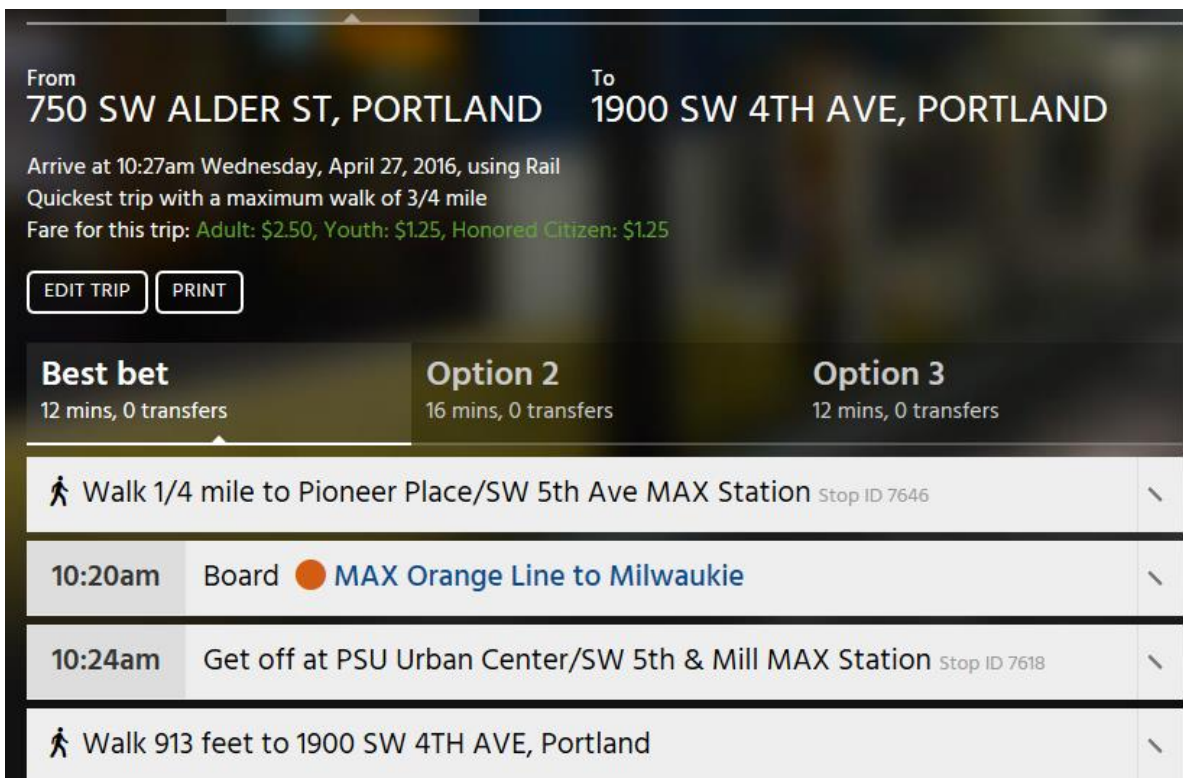 From
750 SW ALDER ST, PORTLAND
To
1900 SW 4TH AVE, PORTLAND
Arrive at 10:27am Wednesday, April 27, 2016, using Rail
Quickest trip with a maximum walk of 3/4 mile
Fare for this trip: Adult: $2.50, Youth: $1.25, Honored Citizen: $1.25
EDIT TRIP
PRINT
Best bet
12 mins, 0 transfers
Option 2
16 mins, 0 transfers
Option 3
12 mins, 0 transfers
Walk 1/4 mile to Pioneer Place/SW 5th Ave MAX Station Stop ID 7646
10:20am Board MAX Orange Line to Milwaukie
10:24am Get off at PSU Urban Center/SW 5th & Mill MAX Station Stop ID 7618
Walk 913 feet to 1900 SW 4TH AVE, Portland